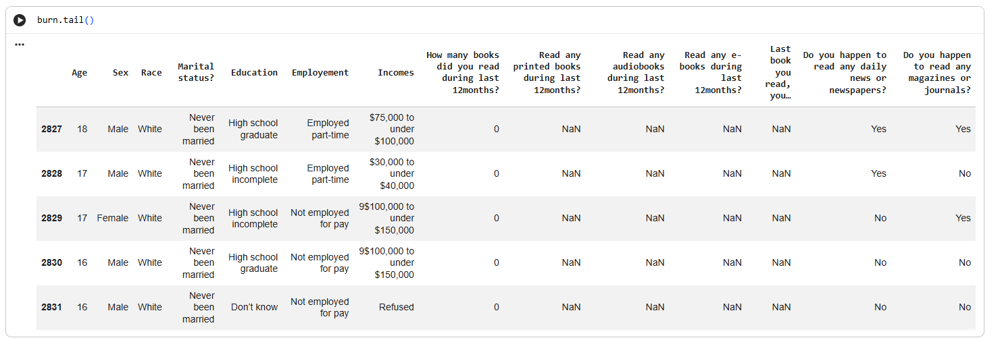 burn.tail()
Age Sex Race Marital status? Education Employement Incomes How many books did you read during last 12months? Read any printed books during last 12months? Read any audiobooks during last 12months? Read any e-books during last 12months? Last book you read, you… Do you happen to read any daily news or newspapers? Do you happen to read any magazines or journals?
2827 18 Male White Never been married High school graduate Employed part-time $75,000 to under $100,000 0 NaN NaN NaN NaN Yes Yes
2828 17 Male White Never been married High school incomplete Employed part-time $30,000 to under $40,000 0 NaN NaN NaN NaN Yes No
2829 17 Female White Never been married High school incomplete Not employed for pay 9$100,000 to under $150,000 0 NaN NaN NaN NaN No Yes
2830 16 Male White Never been married High school graduate Not employed for pay 9$100,000 to under $150,000 0 NaN NaN NaN NaN No No
2831 16 Male White Never been married Don’t know Not employed for pay Refused 0 NaN NaN NaN NaN No No